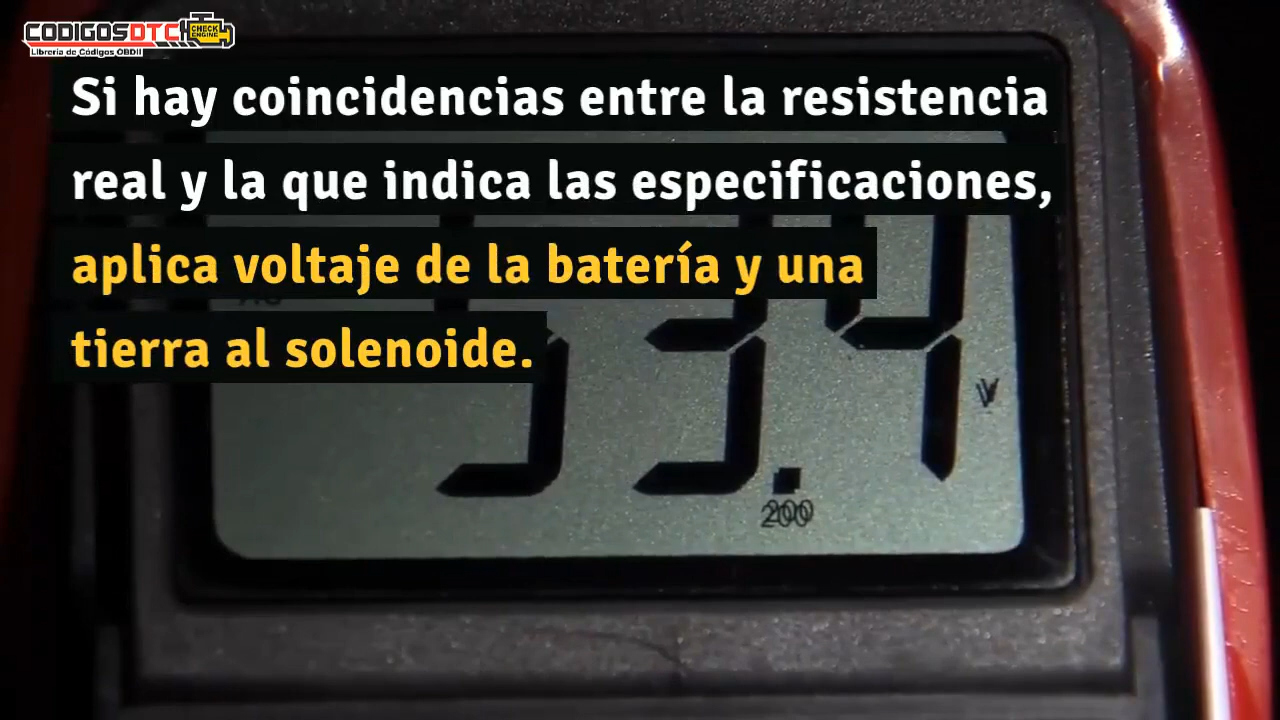 CODIGOSDTC
CHECK
ENGINE
Librería de Códigos OBDII
Si hay coincidencias entre la resistencia
real y la que indica las especificaciones,
aplica voltaje de la batería y una
tierra al solenoide.
V
200